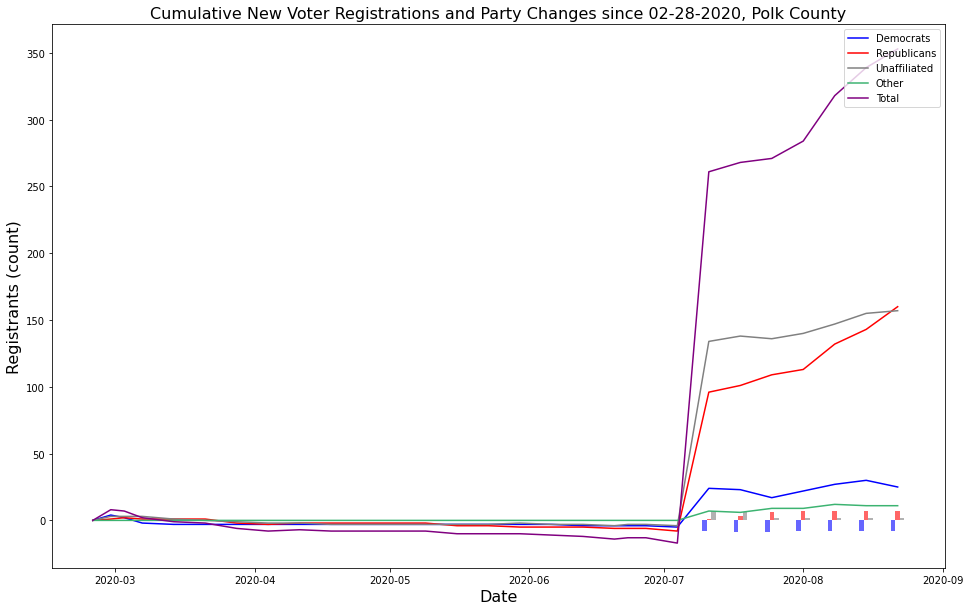 Cumulative New Voter Registrations and Party Changes since 02-28-2020, Polk County
Democrats
Republicans
Unaffiliated
Other
Total
Registrants (count)
350
300
250
200
150
100
50
0
2020-03
2020-04
2020-05
2020-06
2020-07
2020-08
2020-09
Date